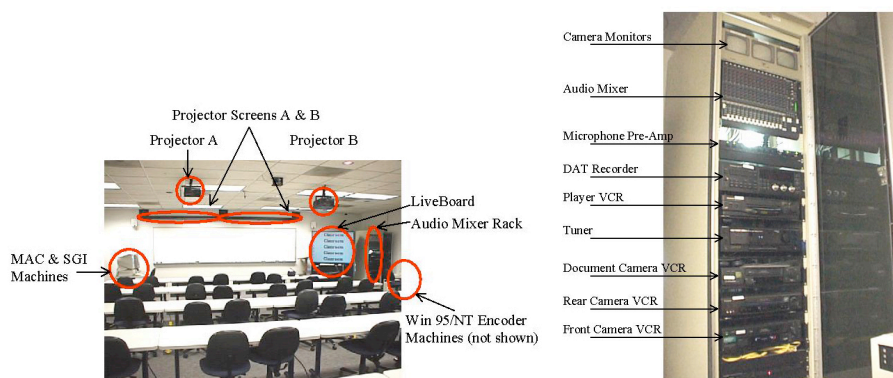 Projector Screens A & B
Projector A
Projector B
LiveBoard
Audio Mixer Rack
MAC & SGI
Machines
Win 95/NT Encoder
Machines (not shown)
Camera Monitors
Audio Mixer
Microphone Pre-Amp
DAT Recorder
Player VCR
Tuner
Document Camera VCR
Rear Camera VCR
Front Camera VCR